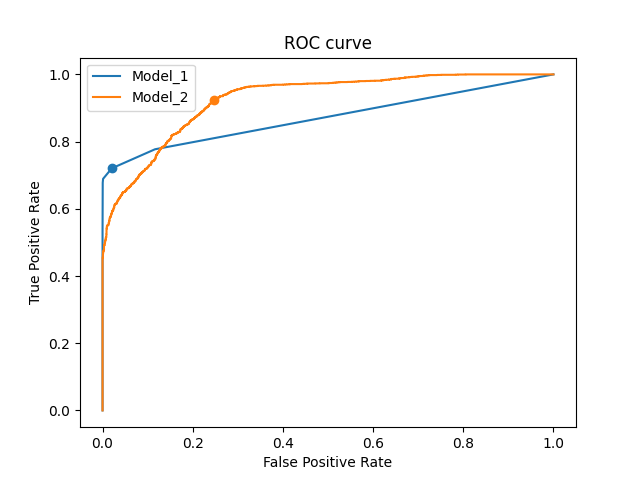 ROC curve
Model_1
Model_2
True Positive Rate
1.0
0.8
0.6
0.4
0.2
0.0
0.0 0.2 0.4 0.6 0.8 1.0
False Positive Rate